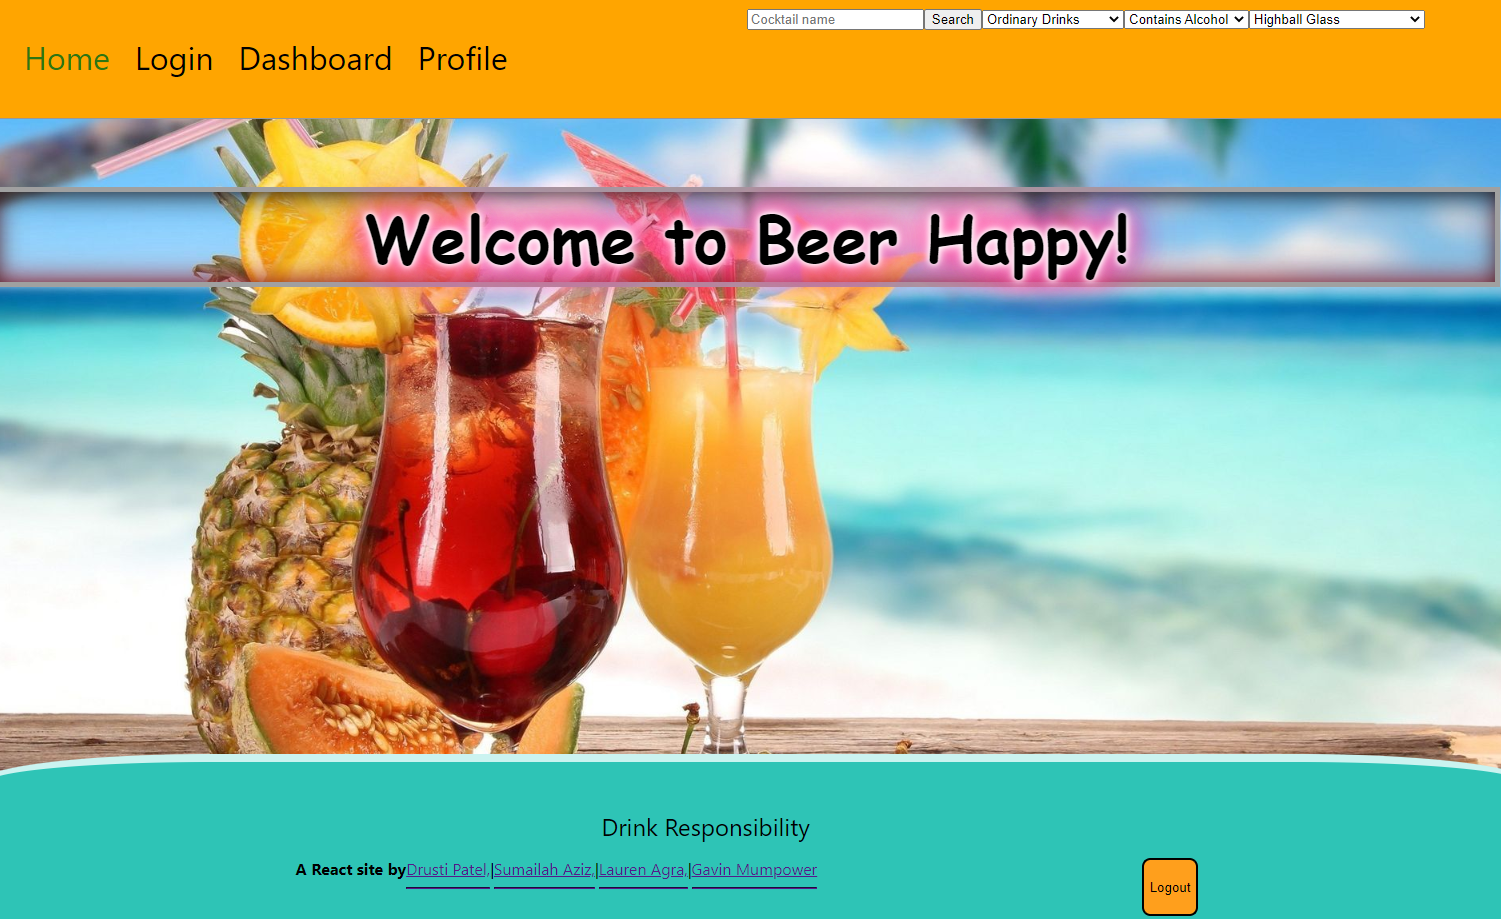 Cocktail name Search Ordinary Drinks Contains Alcohol Highball Glass
Home Login Dashboard Profile
Welcome to Beer Happy!
Drink Responsibility
A React site byDrusti Patel,|Sumailah Aziz,|Lauren Agra,|Gavin Mumpower
Logout